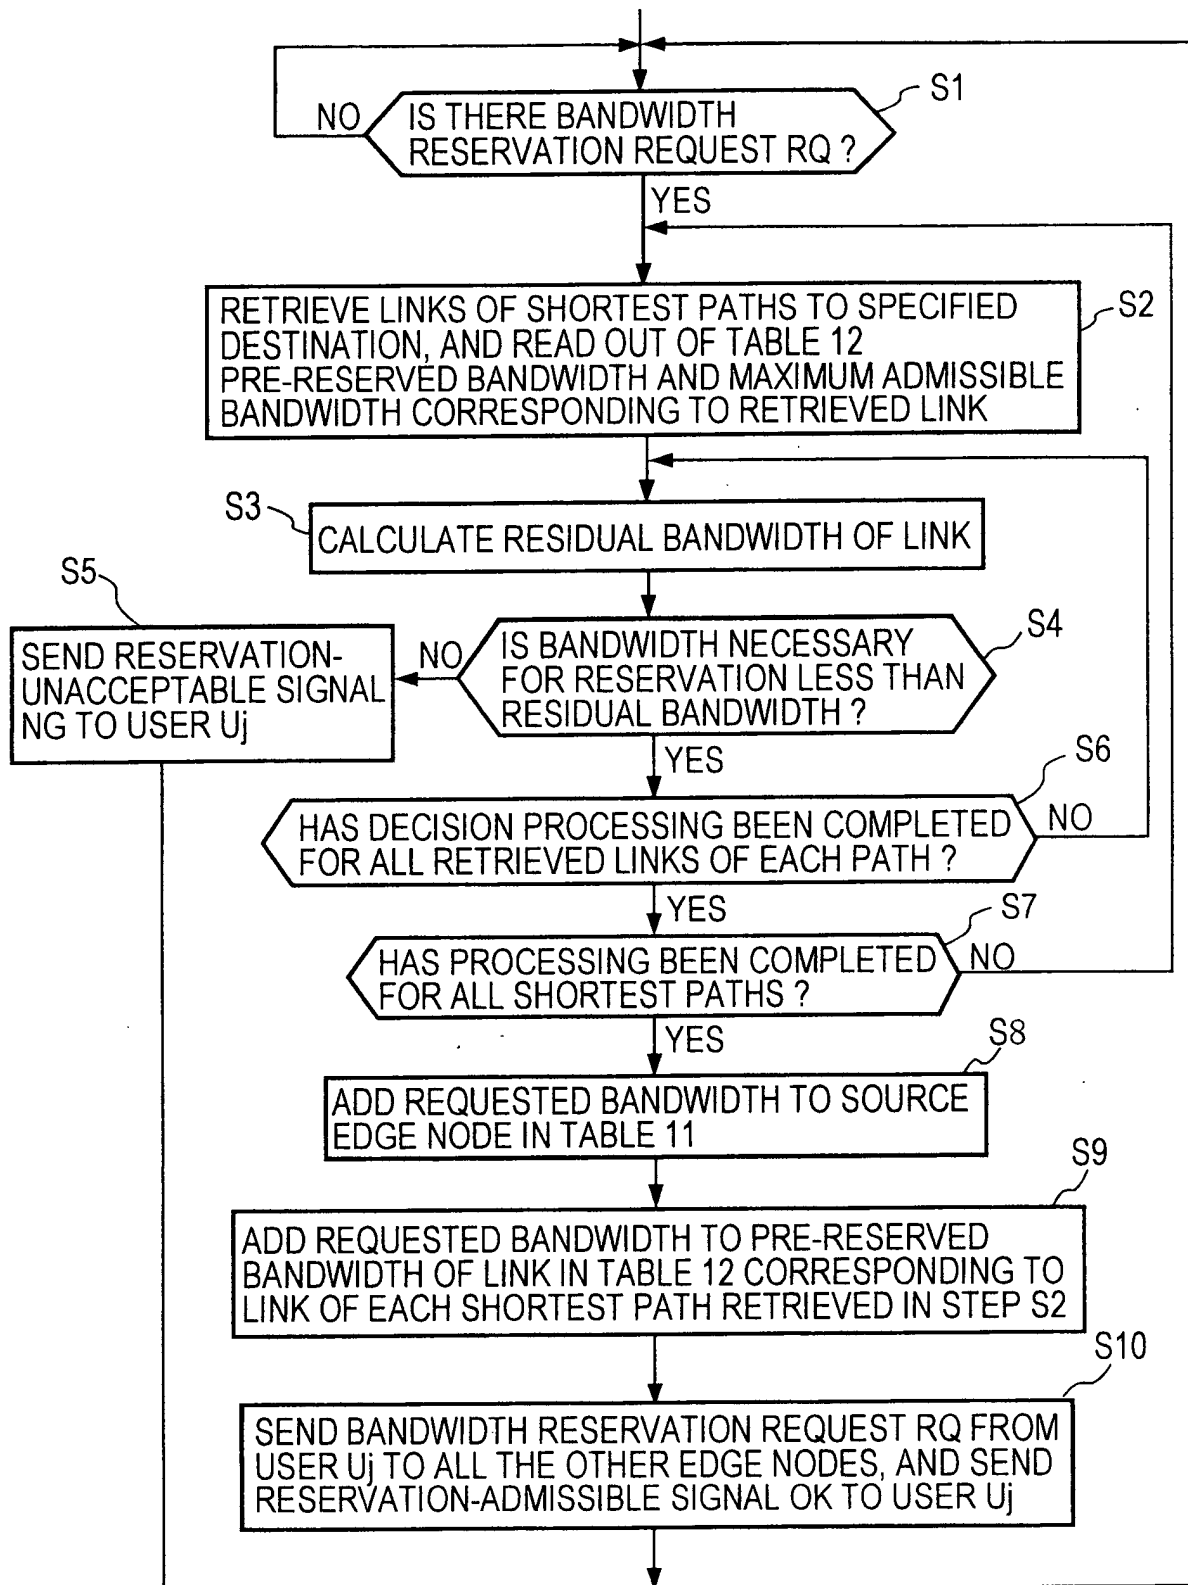 S1
NO
IS THERE BANDWIDTH
RESERVATION REQUEST RQ ?
YES
S2
RETRIEVE LINKS OF SHORTEST PATHS TO SPECIFIED
DESTINATION, AND READ OUT OF TABLE 12
PRE-RESERVED BANDWIDTH AND MAXIMUM ADMISSIBLE
BANDWIDTH CORRESPONDING TO RETRIEVED LINK
S3
CALCULATE RESIDUAL BANDWIDTH OF LINK
S5
SEND RESERVATION-
UNACCEPTABLE SIGNAL
NG TO USER Uj
NO
S4
IS BANDWIDTH NECESSARY
FOR RESERVATION LESS THAN
RESIDUAL BANDWIDTH ?
YES
S6
HAS DECISION PROCESSING BEEN COMPLETED
FOR ALL RETRIEVED LINKS OF EACH PATH ?
NO
YES
S7
HAS PROCESSING BEEN COMPLETED
FOR ALL SHORTEST PATHS ?
NO
YES
S8
ADD REQUESTED BANDWIDTH TO SOURCE
EDGE NODE IN TABLE 11
S9
ADD REQUESTED BANDWIDTH TO PRE-RESERVED
BANDWIDTH OF LINK IN TABLE 12 CORRESPONDING TO
LINK OF EACH SHORTEST PATH RETRIEVED IN STEP S2
S10
SEND BANDWIDTH RESERVATION REQUEST RQ FROM
USER Uj TO ALL THE OTHER EDGE NODES, AND SEND
RESERVATION-ADMISSIBLE SIGNAL OK TO USER Uj